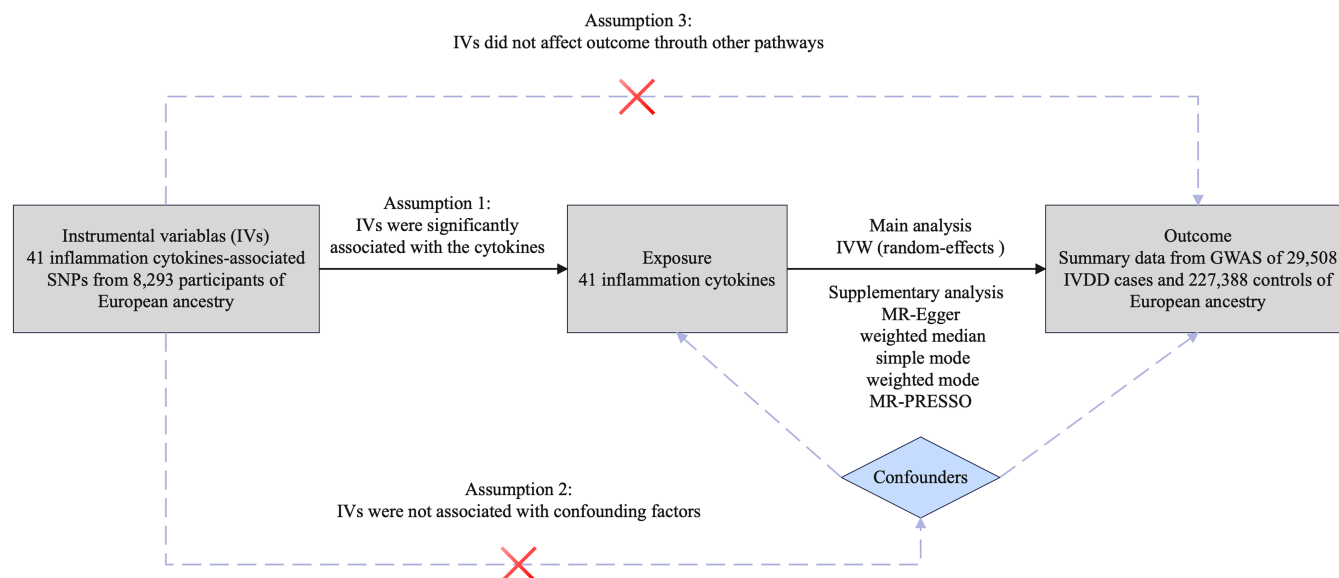 Assumption 3:
IVs did not affect outcome throuth other pathways
Assumption 1:
IVs were significantly
associated with the cytokines
Instrumental variablas (IVs)
41 inflammation cytokines-associated
SNPs from 8,293 participants of
European ancestry
Exposure
41 inflammation cytokines
Main analysis
IVW (random-effects )
Supplementary analysis
MR-Egger
weighted median
simple mode
weighted mode
MR-PRESSO
Outcome
Summary data from GWAS of 29,508
IVDD cases and 227,388 controls of
European ancestry
Confounders
Assumption 2:
IVs were not associated with confounding factors